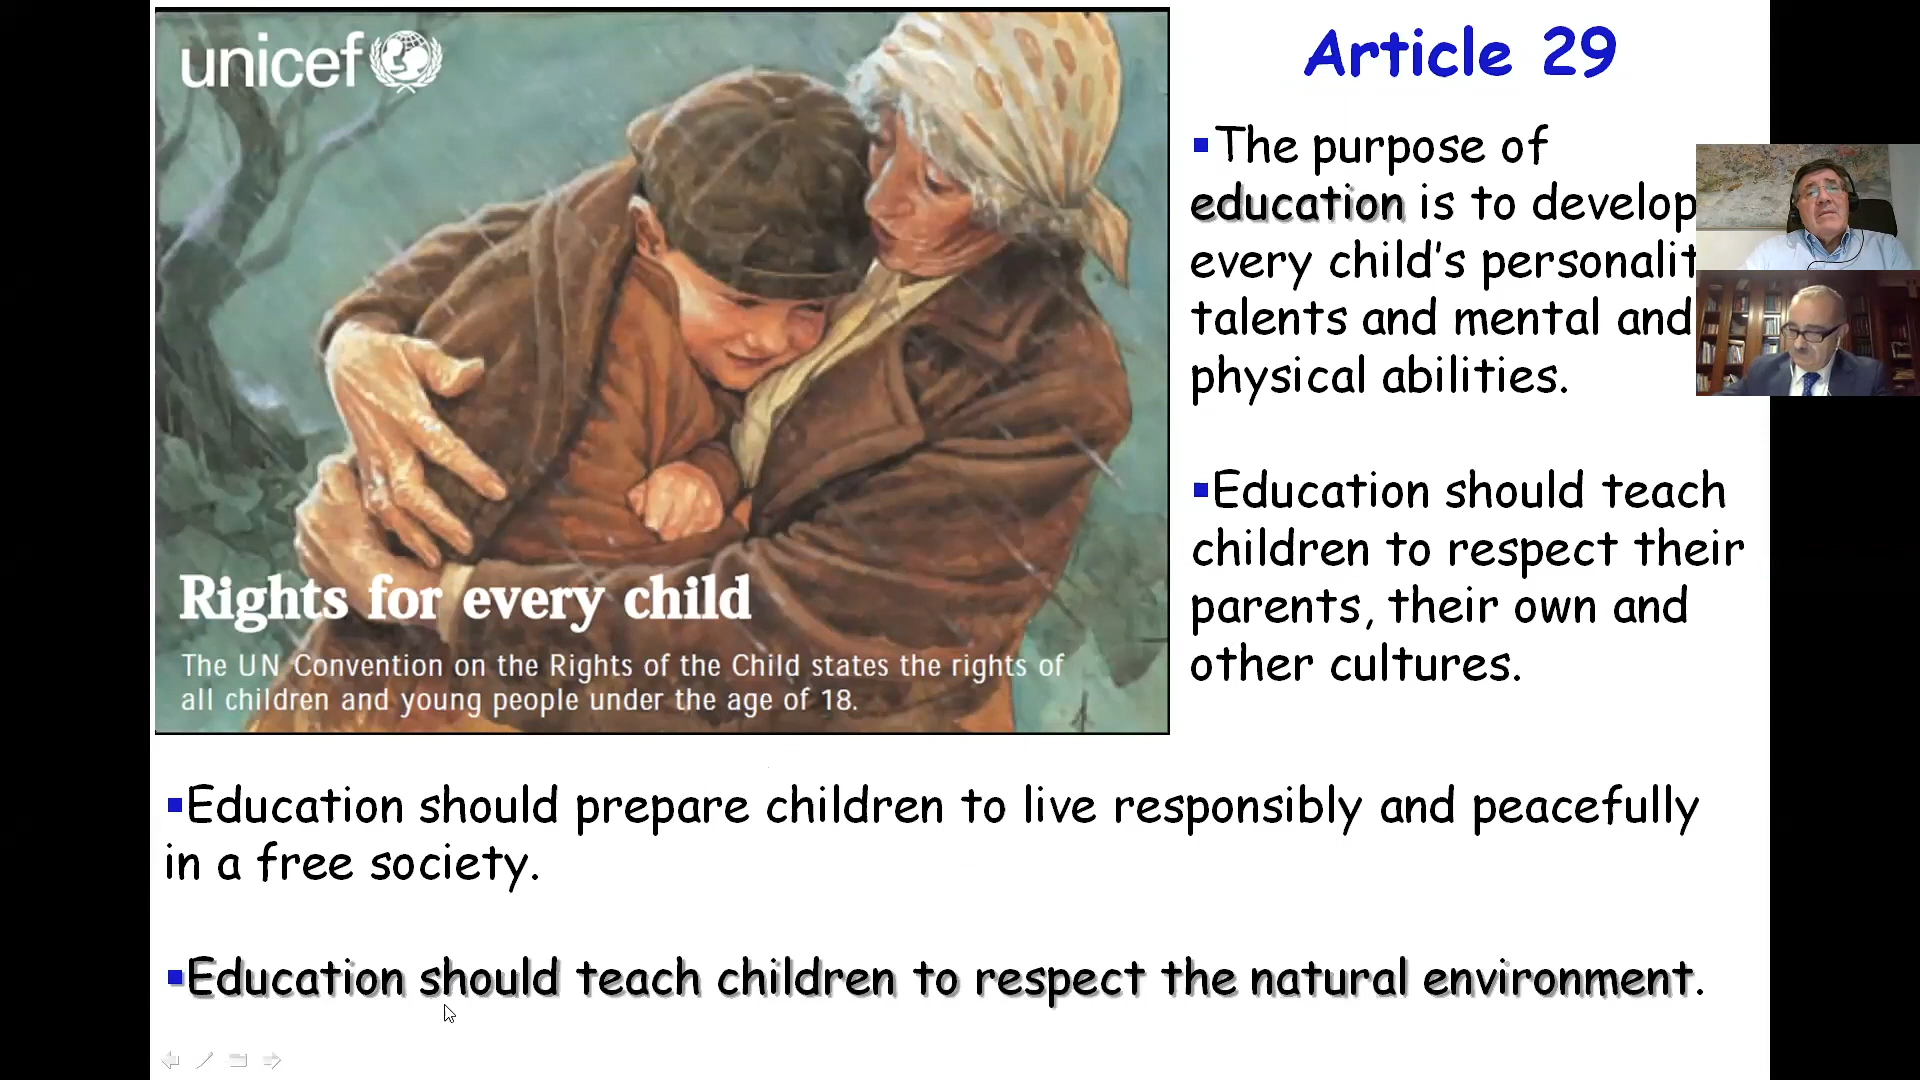 unicef
Rights for every child
The UN Convention on the Rights of the Child states the rights of
all children and young people under the age of 18.
Article 29
▪The purpose of
education is to develop
every child's personalit
talents and mental and
physical abilities.
▪Education should teach
children to respect their
parents, their own and
other cultures.
▪Education should prepare children to live responsibly and peacefully
in a free society.
▪Education should teach children to respect the natural environment.